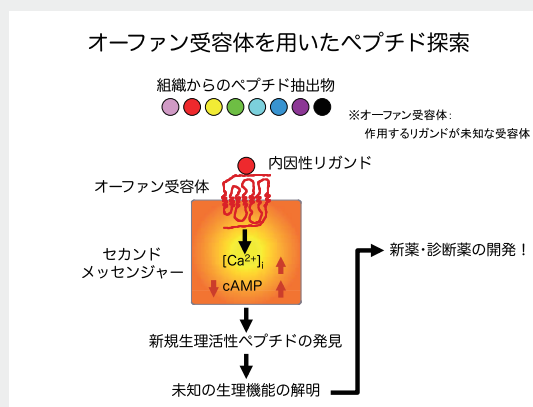 オーファン受容体を用いたペプチド探索
組織からのペプチド抽出物
※オーファン受容体：
作用するリガンドが未知な受容体
内因性リガンド
オーファン受容体
セカンド
メッセンジャー
[Ca²⁺]ᵢ
cAMP
新薬・診断薬の開発！
新規生理活性ペプチドの発見
未知の生理機能の解明